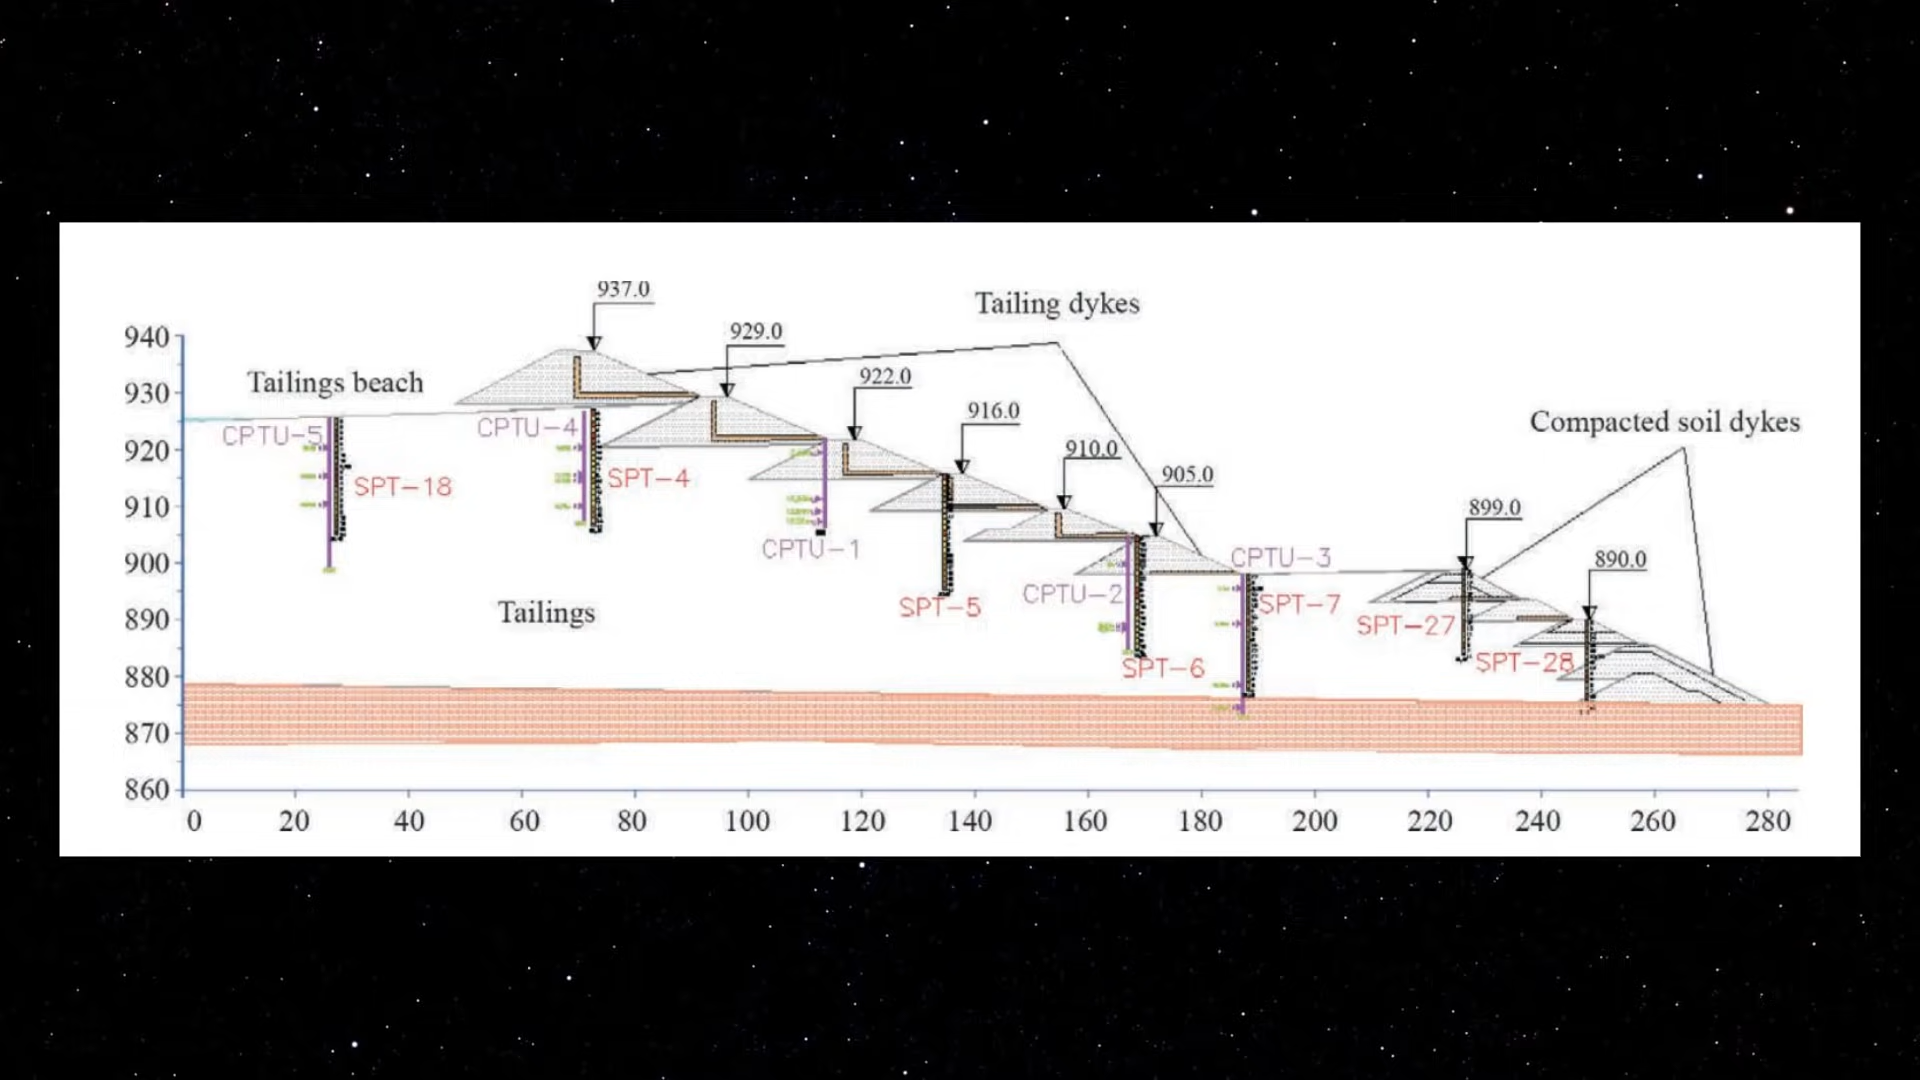 937.0
Tailing dykes
929.0
940
922.0
Tailings beach
930
916.0
Compacted soil dykes
CPTU-5
CPTU-4
920
910.0
905.0
SPT-4
SPT-18
910
899.0
CPTU-1
CPTU-3
900
890.0
CPTU-2
SPT-7
SPT-5
Tailings
890
SPT-27
SPT-6
SPT-28
880
870
860
0 20 40 60 80 100 120 140 160 180 200 220 240 260 280